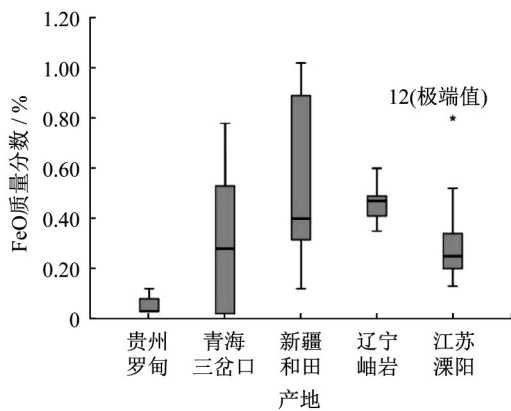 1.20
1.00
0.80
0.60
0.40
0.20
0
FeO质量分数/%
12(极端值)
*
贵州 青海 新疆 辽宁 江苏
罗甸 三岔口 和田 岫岩 溧阳
产地